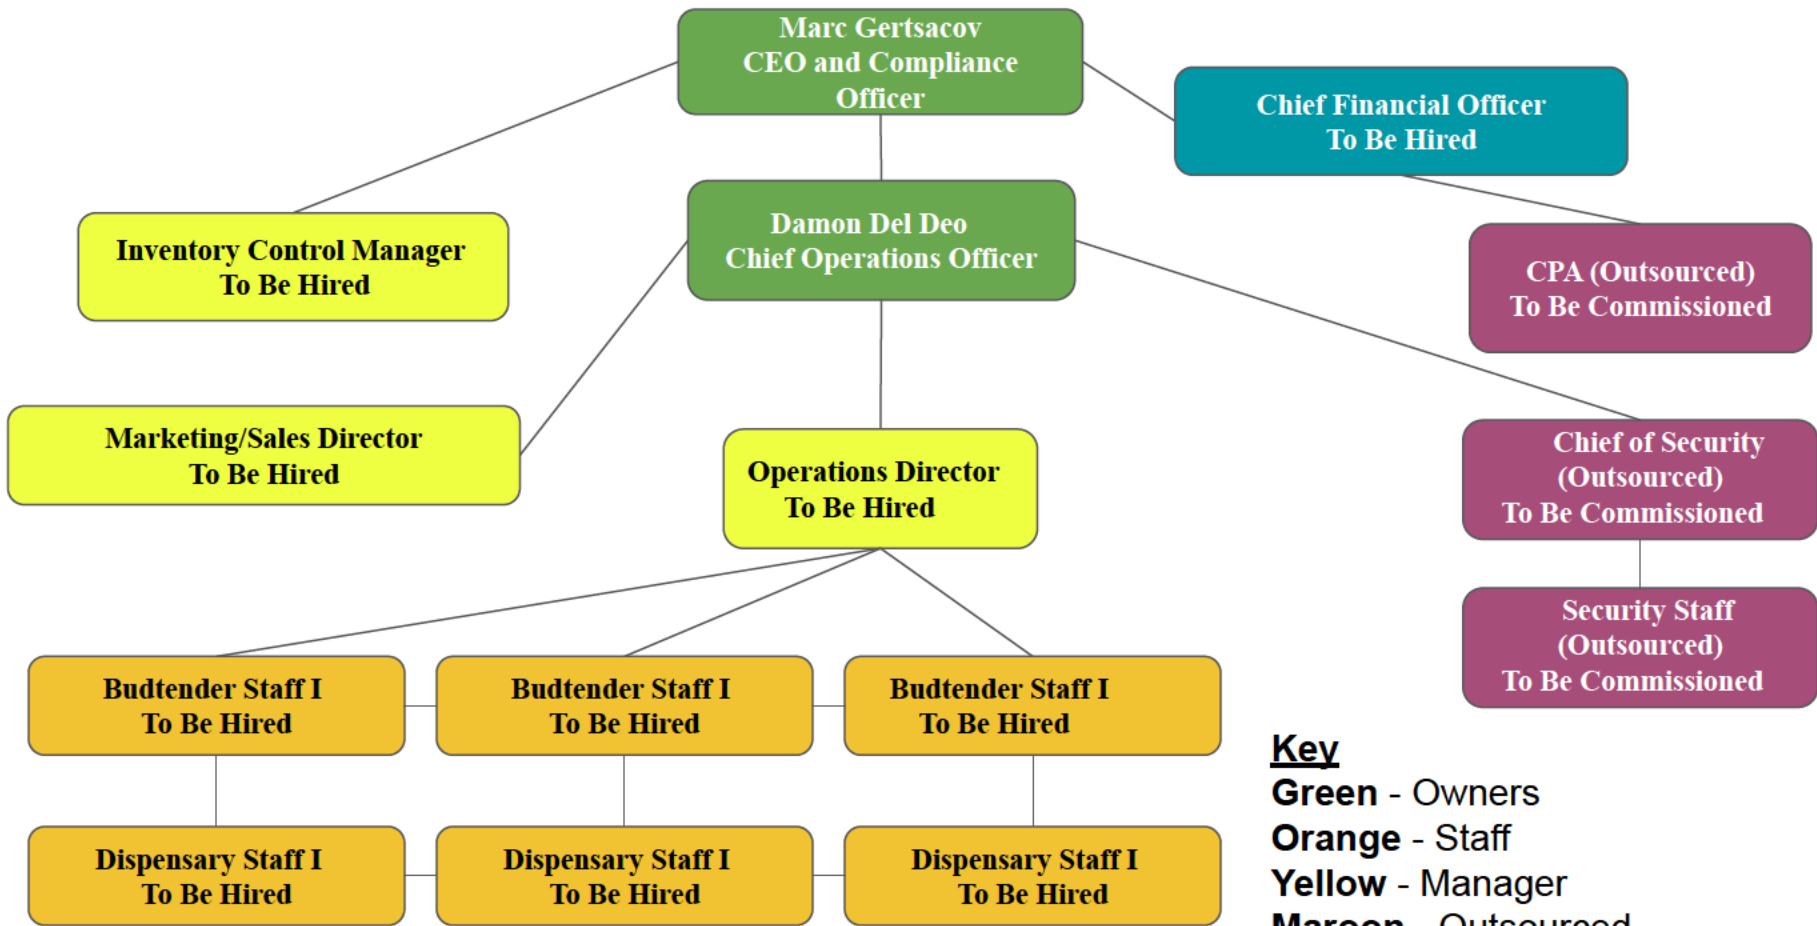 Marc Gertsacov
CEO and Compliance
Officer
Chief Financial Officer
To Be Hired
Damon Del Deo
Chief Operations Officer
Inventory Control Manager
To Be Hired
CPA (Outsourced)
To Be Commissioned
Marketing/Sales Director
To Be Hired
Operations Director
To Be Hired
Chief of Security
(Outsourced)
To Be Commissioned
Security Staff
(Outsourced)
To Be Commissioned
Budtender Staff I
To Be Hired
Budtender Staff I
To Be Hired
Budtender Staff I
To Be Hired
Dispensary Staff I
To Be Hired
Dispensary Staff I
To Be Hired
Dispensary Staff I
To Be Hired
Key
Green - Owners
Orange - Staff
Yellow - Manager
Maroon - Outsourced